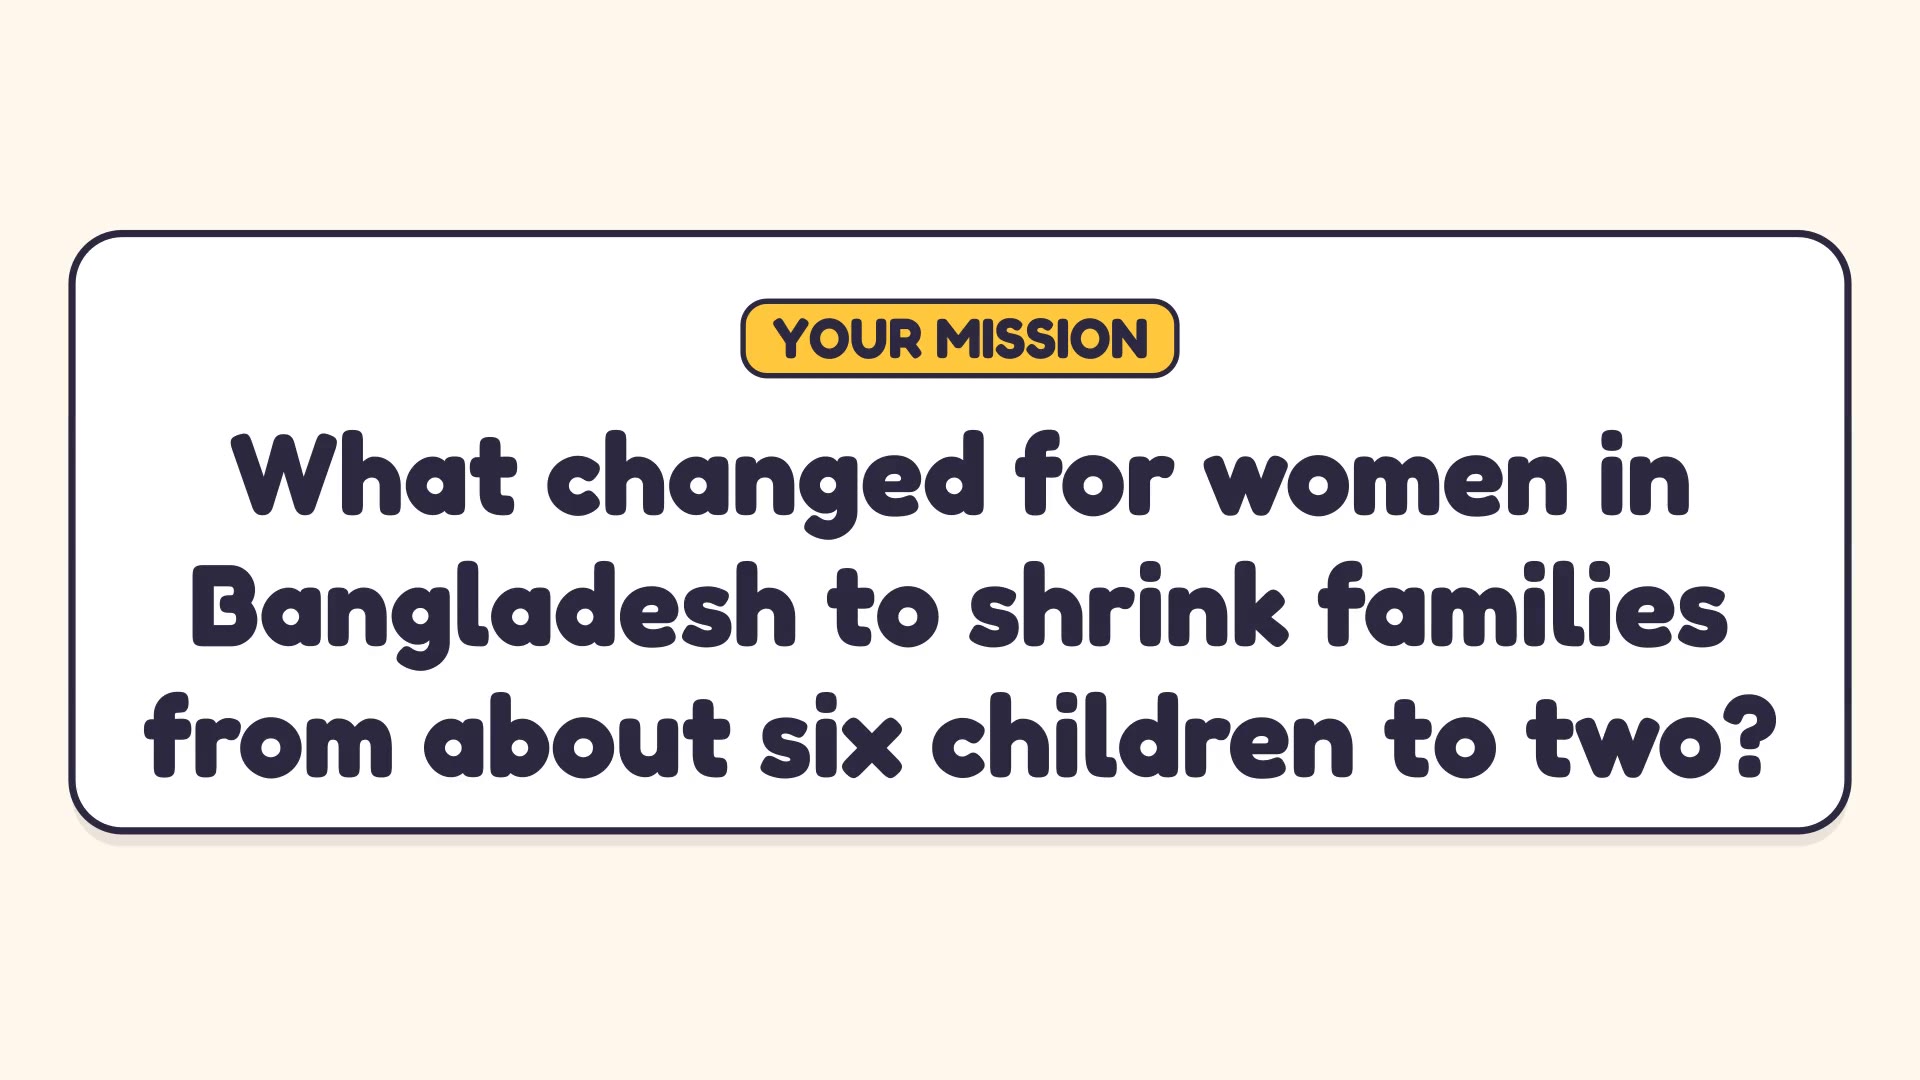 YOUR MISSION
What changed for women in
Bangladesh to shrink families
from about six children to two?